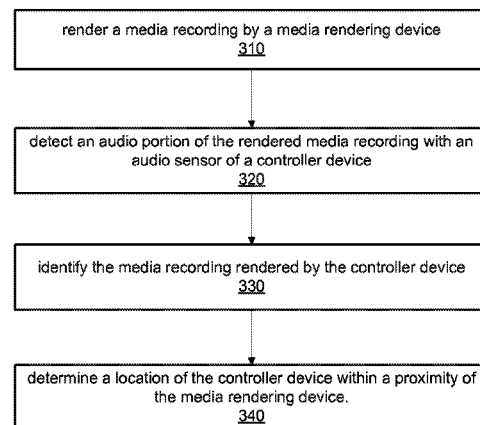 render a media recording by a media rendering device
310
detect an audio portion of the rendered media recording with an
audio sensor of a controller device
320
identify the media recording rendered by the controller device
330
determine a location of the controller device within a proximity of
the media rendering device.
340